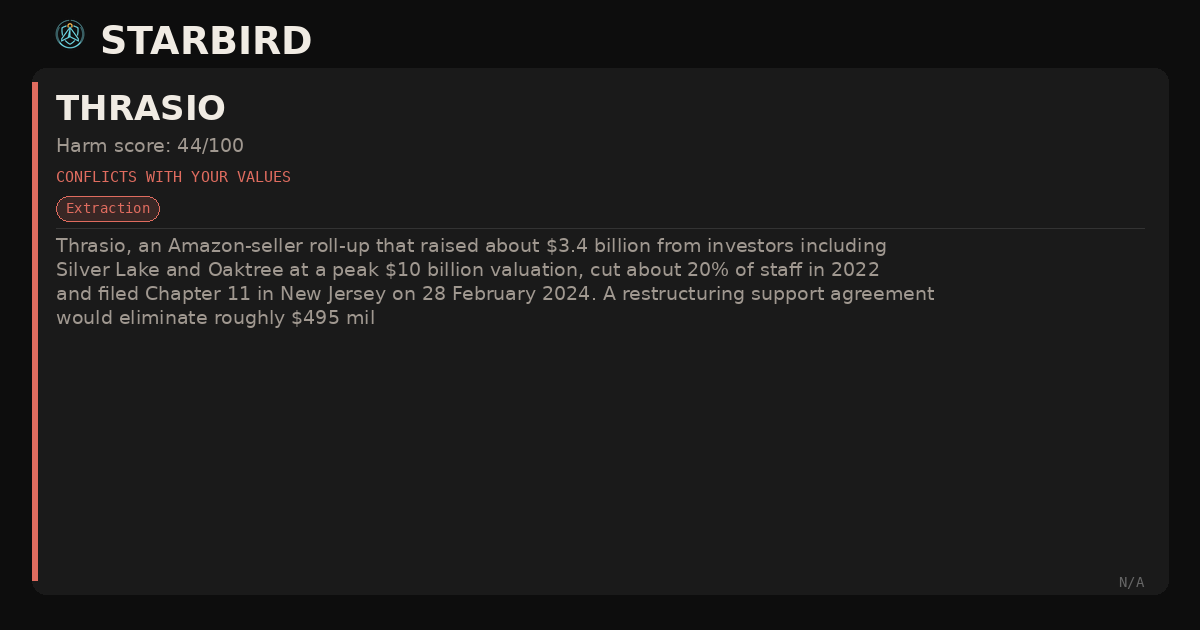 STARBIRD
THRASIO
Harm score: 44/100
CONFLICTS WITH YOUR VALUES
Extraction
Thrasio, an Amazon-seller roll-up that raised about $3.4 billion from investors including
Silver Lake and Oaktree at a peak $10 billion valuation, cut about 20% of staff in 2022
and filed Chapter 11 in New Jersey on 28 February 2024. A restructuring support agreement
would eliminate roughly $495 mil
N/A